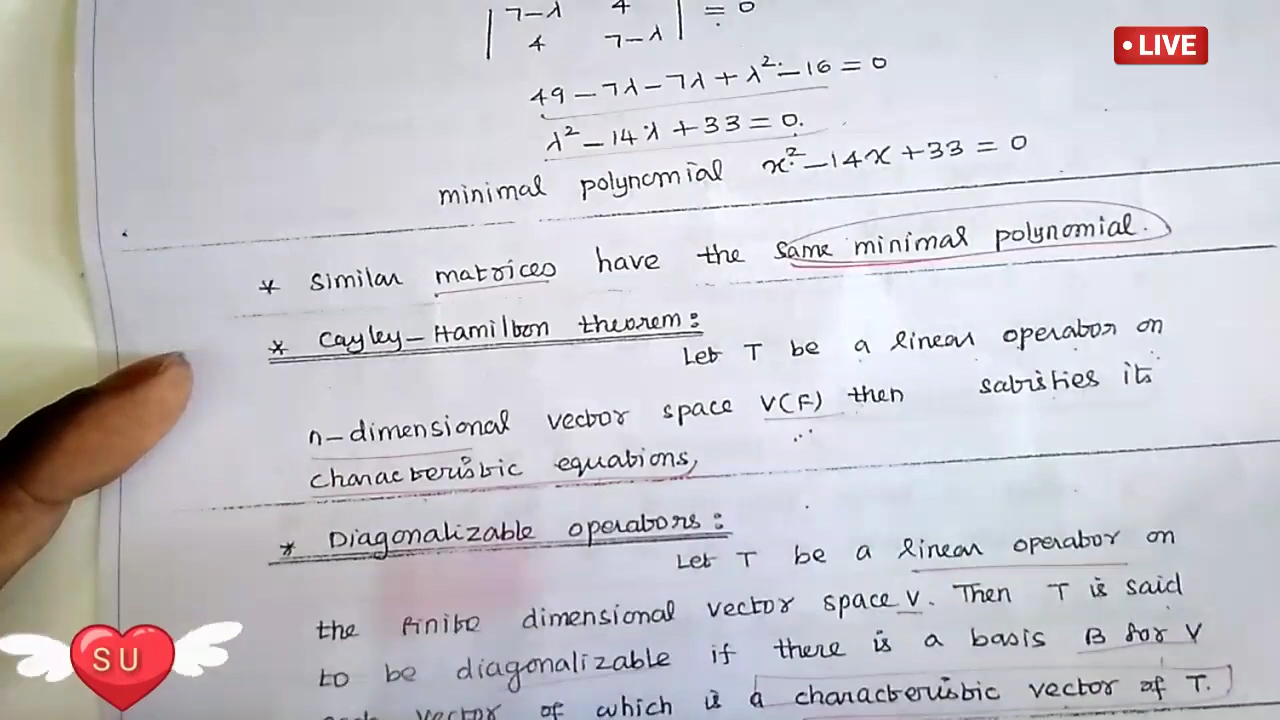 | 7-λ 4 | = 0
| 4 7-λ |
• LIVE
49 - 7λ - 7λ + λ² - 16 = 0
λ² - 14λ + 33 = 0.
minimal polynomial x² - 14x + 33 = 0
* Similar matrices have the same minimal polynomial.
* Cayley-Hamilton theorem:
Let T be a linear operator on
n-dimensional vector space V(F) then satisfies its
characteristic equations,
* Diagonalizable operators:
Let T be a linear operator on
the finite dimensional vector space V. Then T is said
to be diagonalizable if there is a basis B for V
each vector of which is a characteristic vector of T.
SU